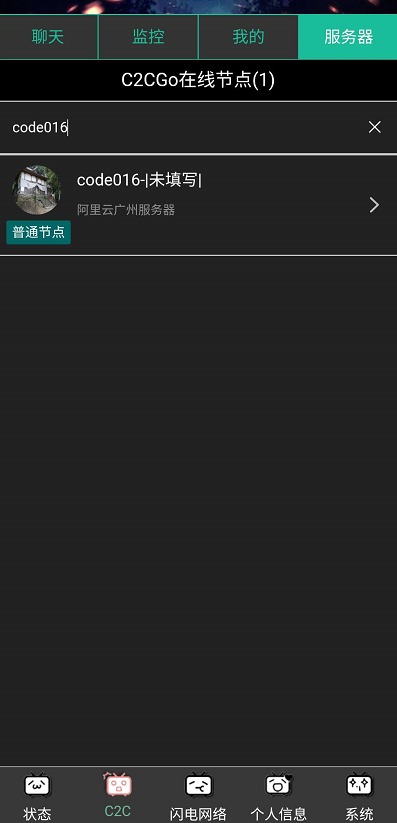 聊天 监控 我的 服务器
C2CGo在线节点(1)
code016
code016-|未填写|
阿里云广州服务器
普通节点
状态 C2C 闪电网络 个人信息 系统